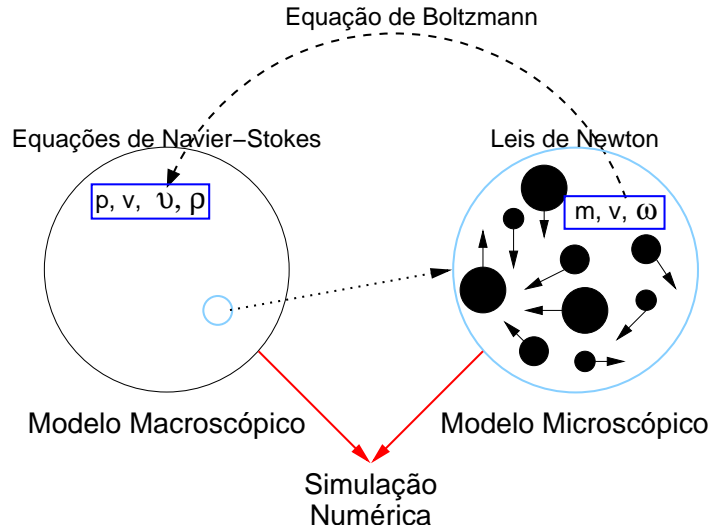 Equação de Boltzmann
Equações de Navier−Stokes
Leis de Newton
p, v, υ, ρ
m, v, ω
Modelo Macroscópico
Modelo Microscópico
Simulação
Numérica